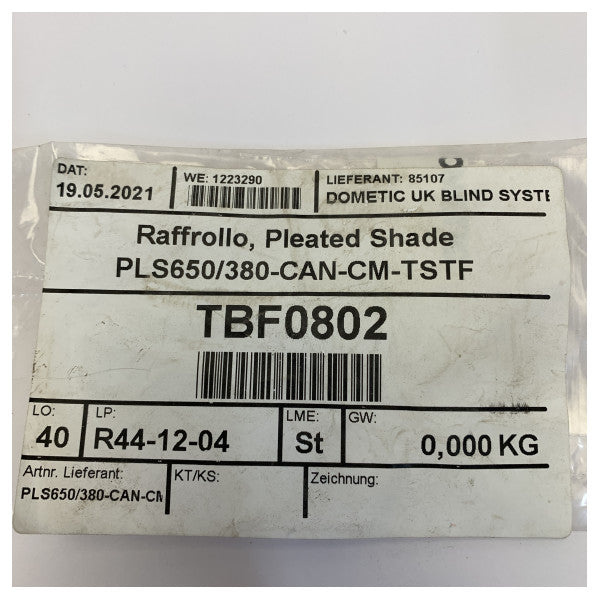 DAT: WE: 1223290 LIEFERANT: 85107
19.05.2021 DOMETIC UK BLIND SYSTE
Raffrollo, Pleated Shade
PLS650/380-CAN-CM-TSTF
TBF0802
LO: LP: LME: GW:
40 R44-12-04 St 0,000 KG
Artnr. Lieferant: KT/KS: Zeichnung:
PLS650/380-CAN-CM